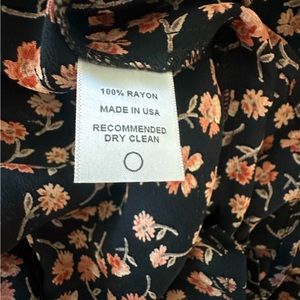 100% RAYON
MADE IN USA
RECOMMENDED
DRY CLEAN